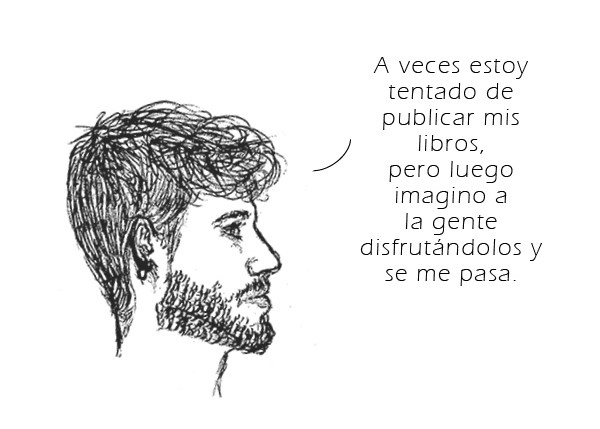 A veces estoy
tentado de
publicar mis
libros,
pero luego
imagino a
la gente
disfrutándolos y
se me pasa.